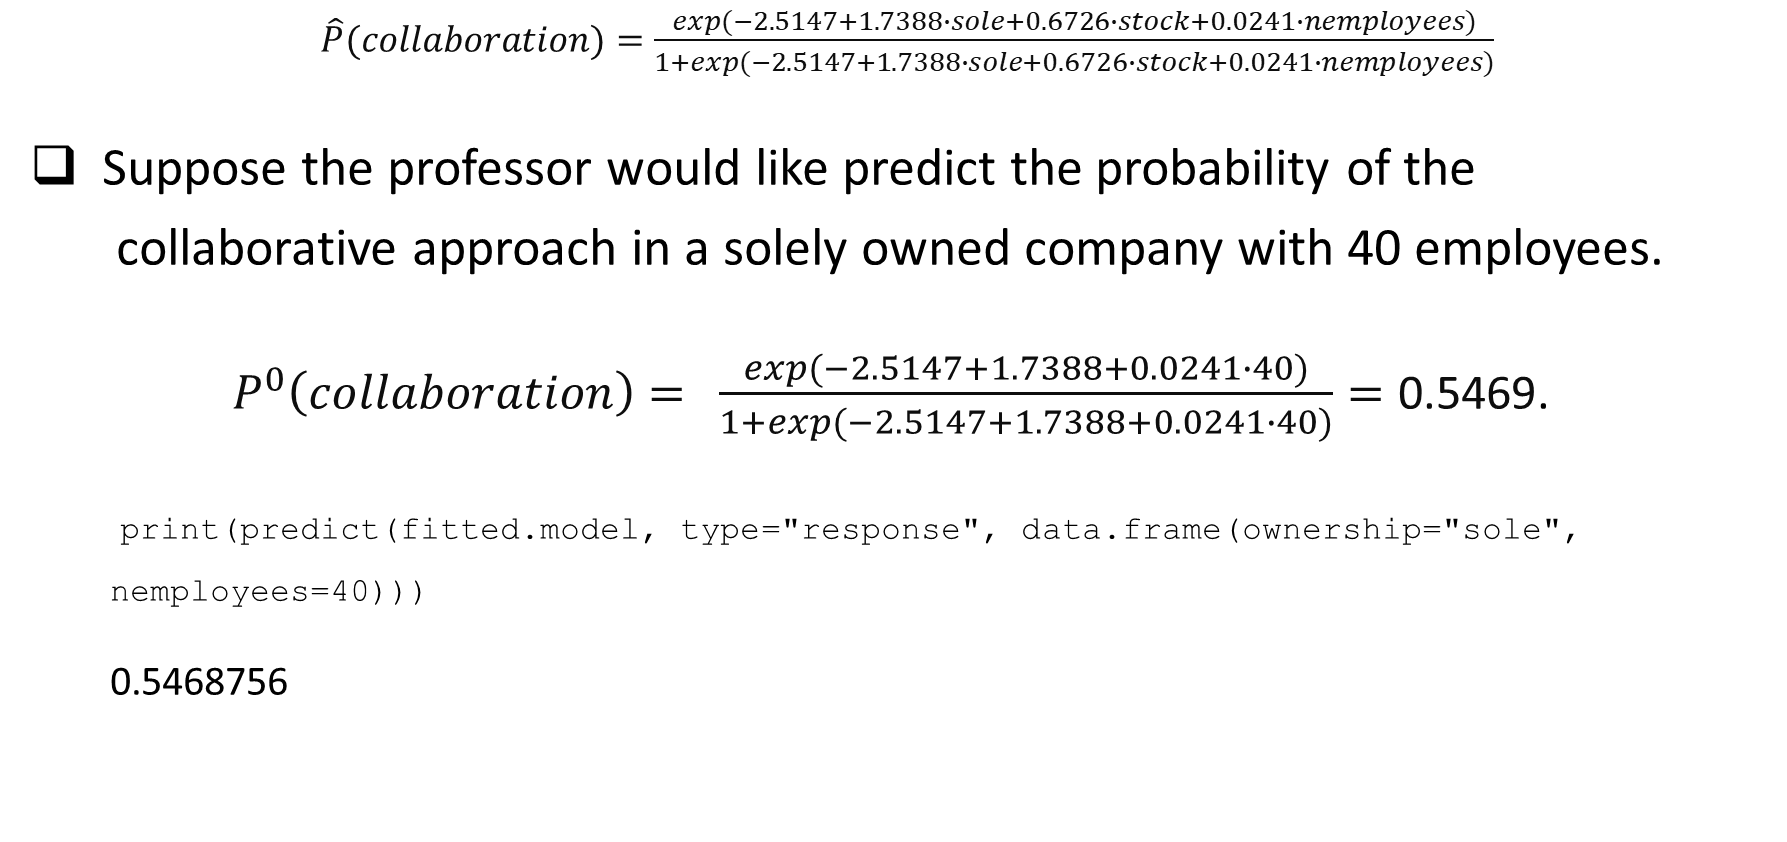 P̂(collaboration) = exp(−2.5147+1.7388·sole+0.6726·stock+0.0241·nemployees)
1+exp(−2.5147+1.7388·sole+0.6726·stock+0.0241·nemployees)
❑ Suppose the professor would like predict the probability of the
collaborative approach in a solely owned company with 40 employees.
P⁰(collaboration) = exp(−2.5147+1.7388+0.0241·40)
1+exp(−2.5147+1.7388+0.0241·40) = 0.5469.
print(predict(fitted.model, type="response", data.frame(ownership="sole",
nemployees=40)))
0.5468756